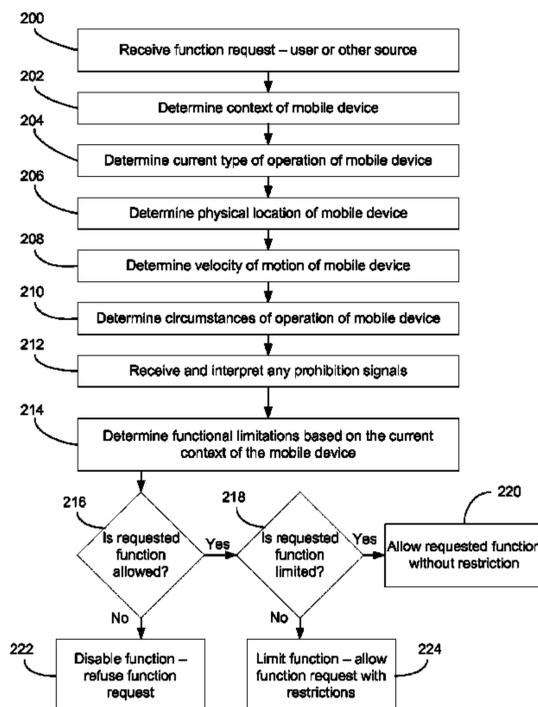 200
Receive function request – user or other source
202
Determine context of mobile device
204
Determine current type of operation of mobile device
206
Determine physical location of mobile device
208
Determine velocity of motion of mobile device
210
Determine circumstances of operation of mobile device
212
Receive and interpret any prohibition signals
214
Determine functional limitations based on the current
context of the mobile device
216
Is requested
function
allowed?
Yes
218
Is requested
function
limited?
Yes
220
Allow requested function
without restriction
No
No
222
Disable function –
refuse function
request
Limit function – allow
function request with
restrictions
224